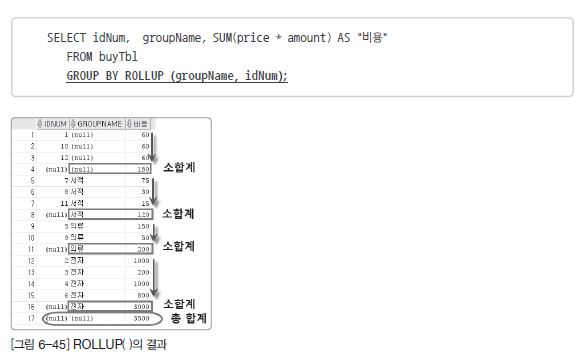 SELECT idNum, groupName, SUM(price * amount) AS "비용"
FROM buyTbl
GROUP BY ROLLUP (groupName, idNum);
IDNUM GROUPNAME 비용
1 1 (null) 60
2 10 (null) 60
3 12 (null) 60
4 (null) (null) 180 소합계
5 7 서적 75
6 8 서적 30
7 11 서적 15
8 (null) 서적 120 소합계
9 5 의류 150
10 9 의류 50
11 (null) 의류 200 소합계
12 2 전자 1000
13 3 전자 200
14 4 전자 1000
15 6 전자 800
16 (null) 전자 3000 소합계
17 (null) (null) 3500 총 합계
[그림 6-45] ROLLUP( )의 결과